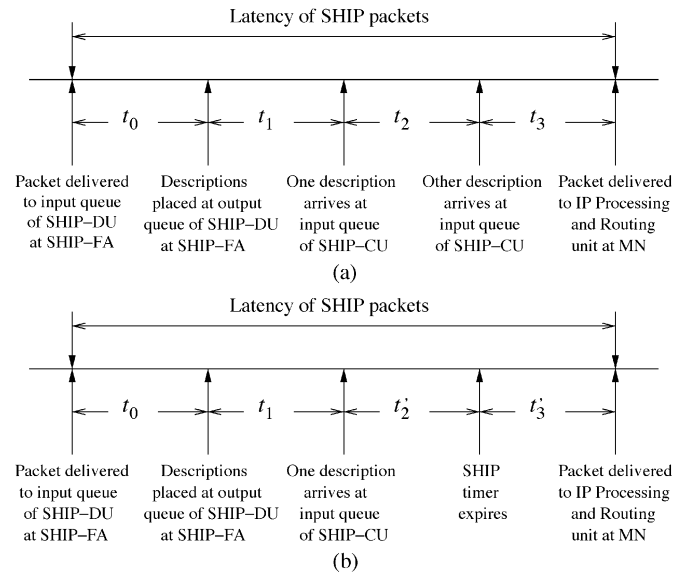 Latency of SHIP packets
t0 t1 t2 t3
Packet delivered Descriptions One description Other description Packet delivered
to input queue placed at output arrives at arrives at to IP Processing
of SHIP–DU queue of SHIP–DU input queue input queue and Routing
at SHIP–FA at SHIP–FA of SHIP–CU of SHIP–CU unit at MN
(a)
Latency of SHIP packets
t0 t1 t2' t3'
Packet delivered Descriptions One description SHIP Packet delivered
to input queue placed at output arrives at timer to IP Processing
of SHIP–DU queue of SHIP–DU input queue expires and Routing
at SHIP–FA at SHIP–FA of SHIP–CU unit at MN
(b)